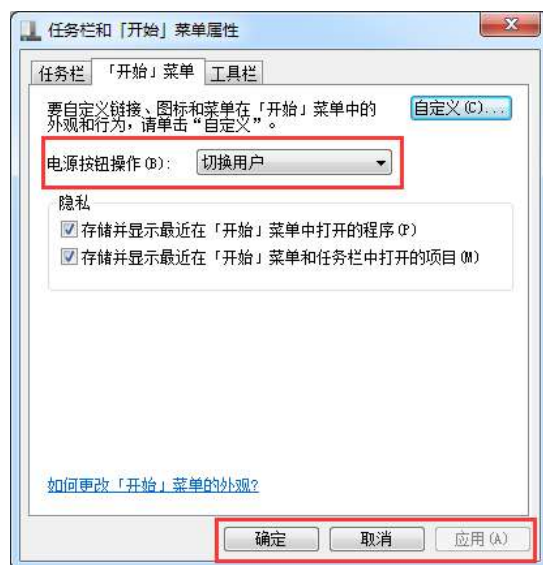 任务栏和「开始」菜单属性
任务栏 「开始」菜单 工具栏
要自定义链接、图标和菜单在「开始」菜单中的
外观和行为，请单击“自定义”。
自定义(C)...
电源按钮操作(B)： 切换用户
隐私
存储并显示最近在「开始」菜单中打开的程序(P)
存储并显示最近在「开始」菜单和任务栏中打开的项目(M)
如何更改「开始」菜单的外观?
确定 取消 应用(A)